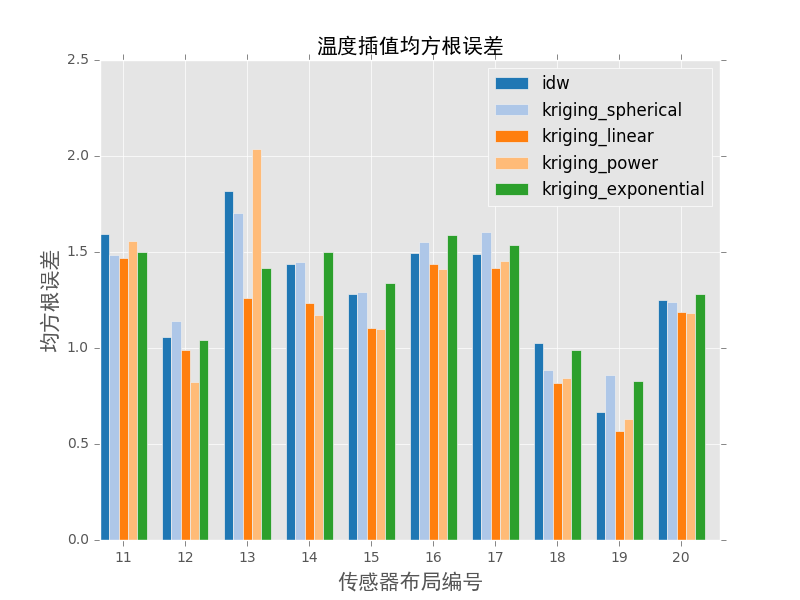 温度插值均方根误差
2.5
2.0
1.5
1.0
0.5
0.0
均方根误差
idw
kriging_spherical
kriging_linear
kriging_power
kriging_exponential
11 12 13 14 15 16 17 18 19 20
传感器布局编号